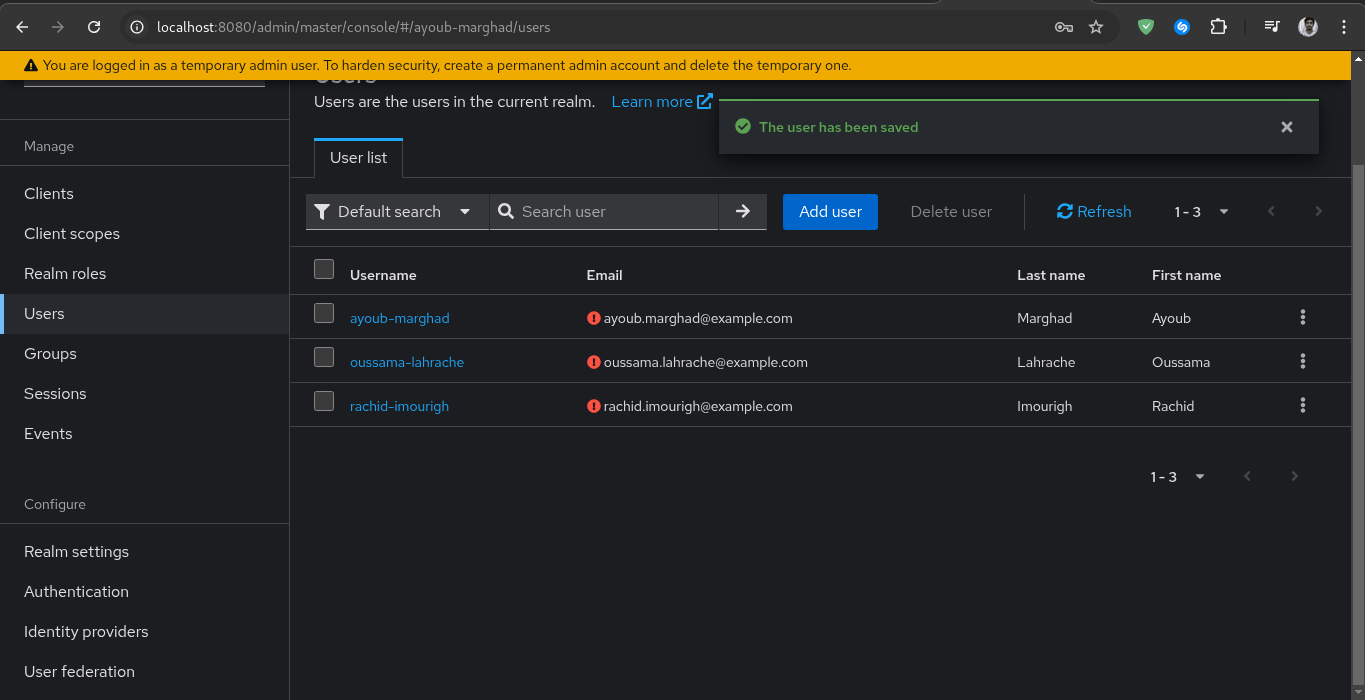 localhost:8080/admin/master/console/#/ayoub-marghad/users
You are logged in as a temporary admin user. To harden security, create a permanent admin account and delete the temporary one.
Users
Users are the users in the current realm. Learn more
The user has been saved
User list
Default search Search user Add user Delete user Refresh 1 - 3
Username Email Last name First name
ayoub-marghad ayoub.marghad@example.com Marghad Ayoub
oussama-lahrache oussama.lahrache@example.com Lahrache Oussama
rachid-imourigh rachid.imourigh@example.com Imourigh Rachid
1 - 3
Manage
Clients
Client scopes
Realm roles
Users
Groups
Sessions
Events
Configure
Realm settings
Authentication
Identity providers
User federation